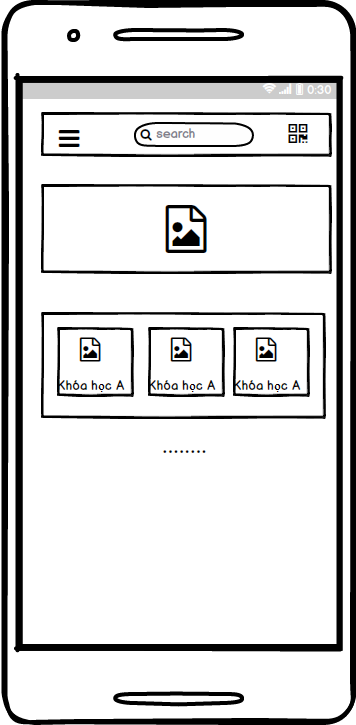 0:30
search
Khóa học A Khóa học A Khóa học A
........